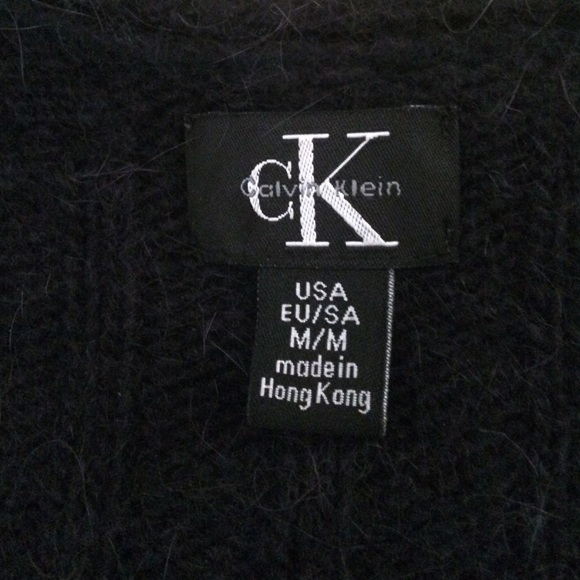 cK
Calvin Klein
USA
EU/SA
M/M
made in
Hong Kong